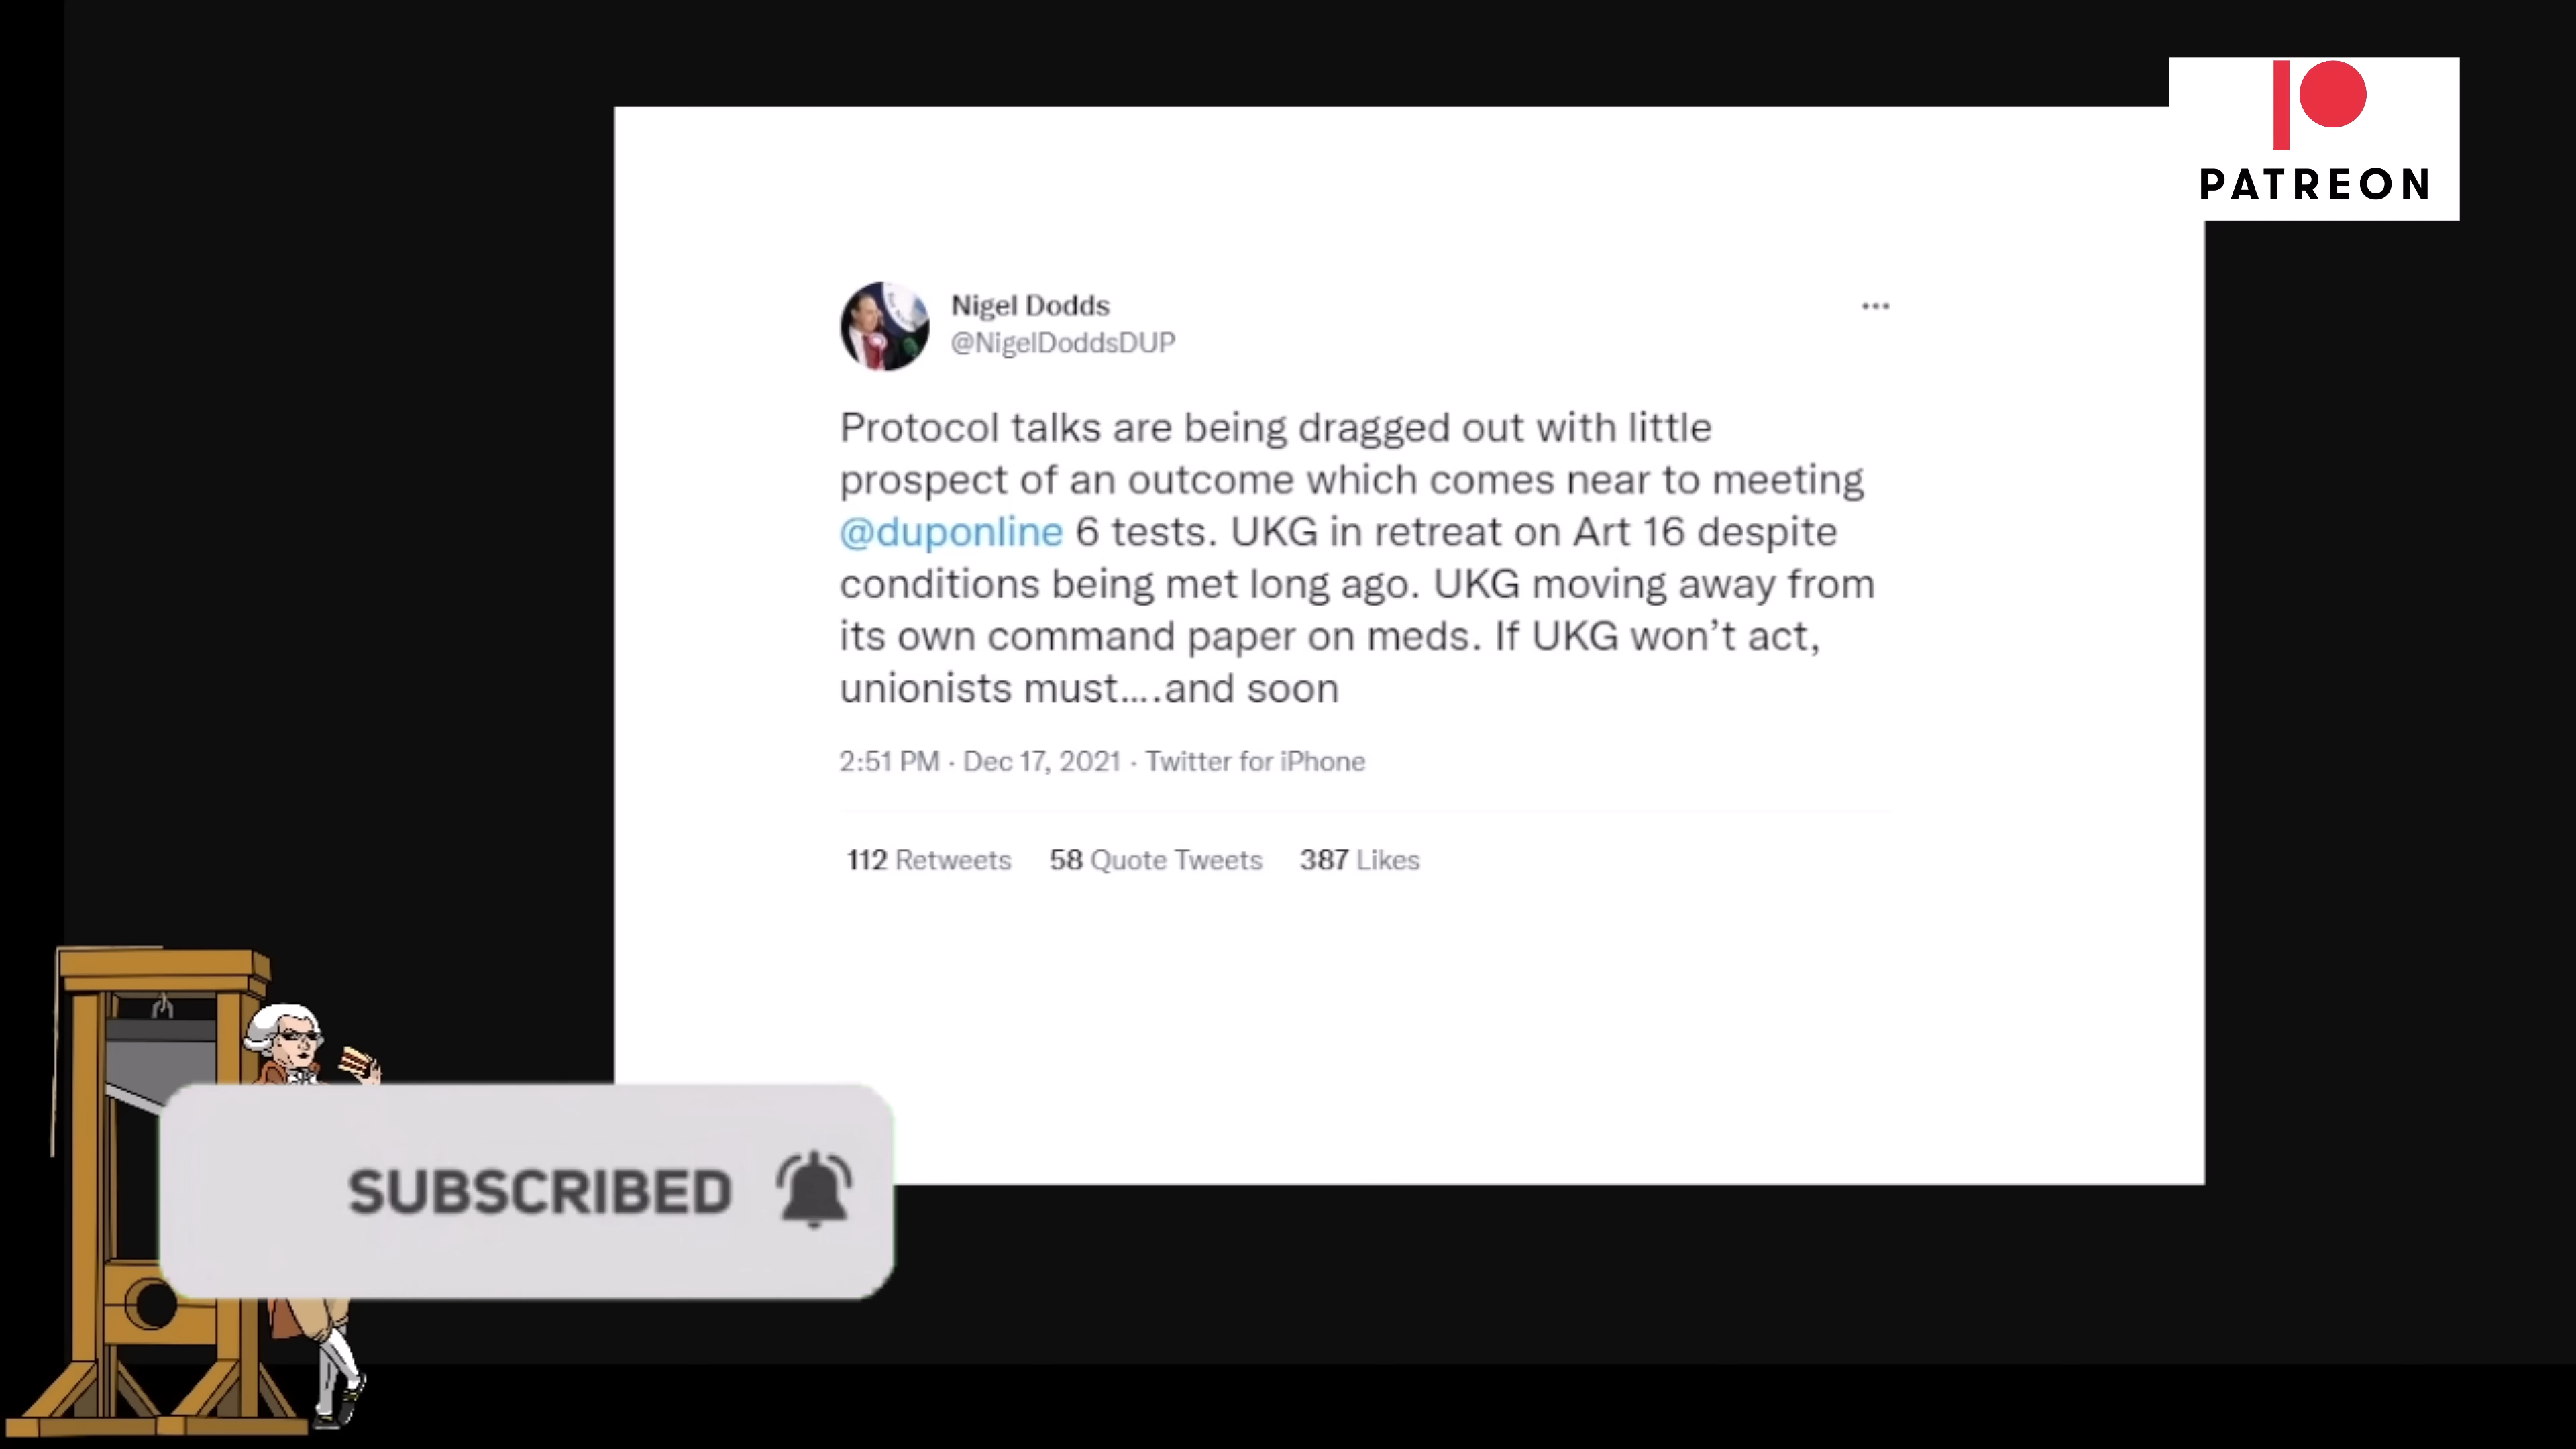 PATREON
Nigel Dodds
@NigelDoddsDUP
Protocol talks are being dragged out with little
prospect of an outcome which comes near to meeting
@duponline 6 tests. UKG in retreat on Art 16 despite
conditions being met long ago. UKG moving away from
its own command paper on meds. If UKG won’t act,
unionists must....and soon
2:51 PM · Dec 17, 2021 · Twitter for iPhone
112 Retweets 58 Quote Tweets 387 Likes
SUBSCRIBED